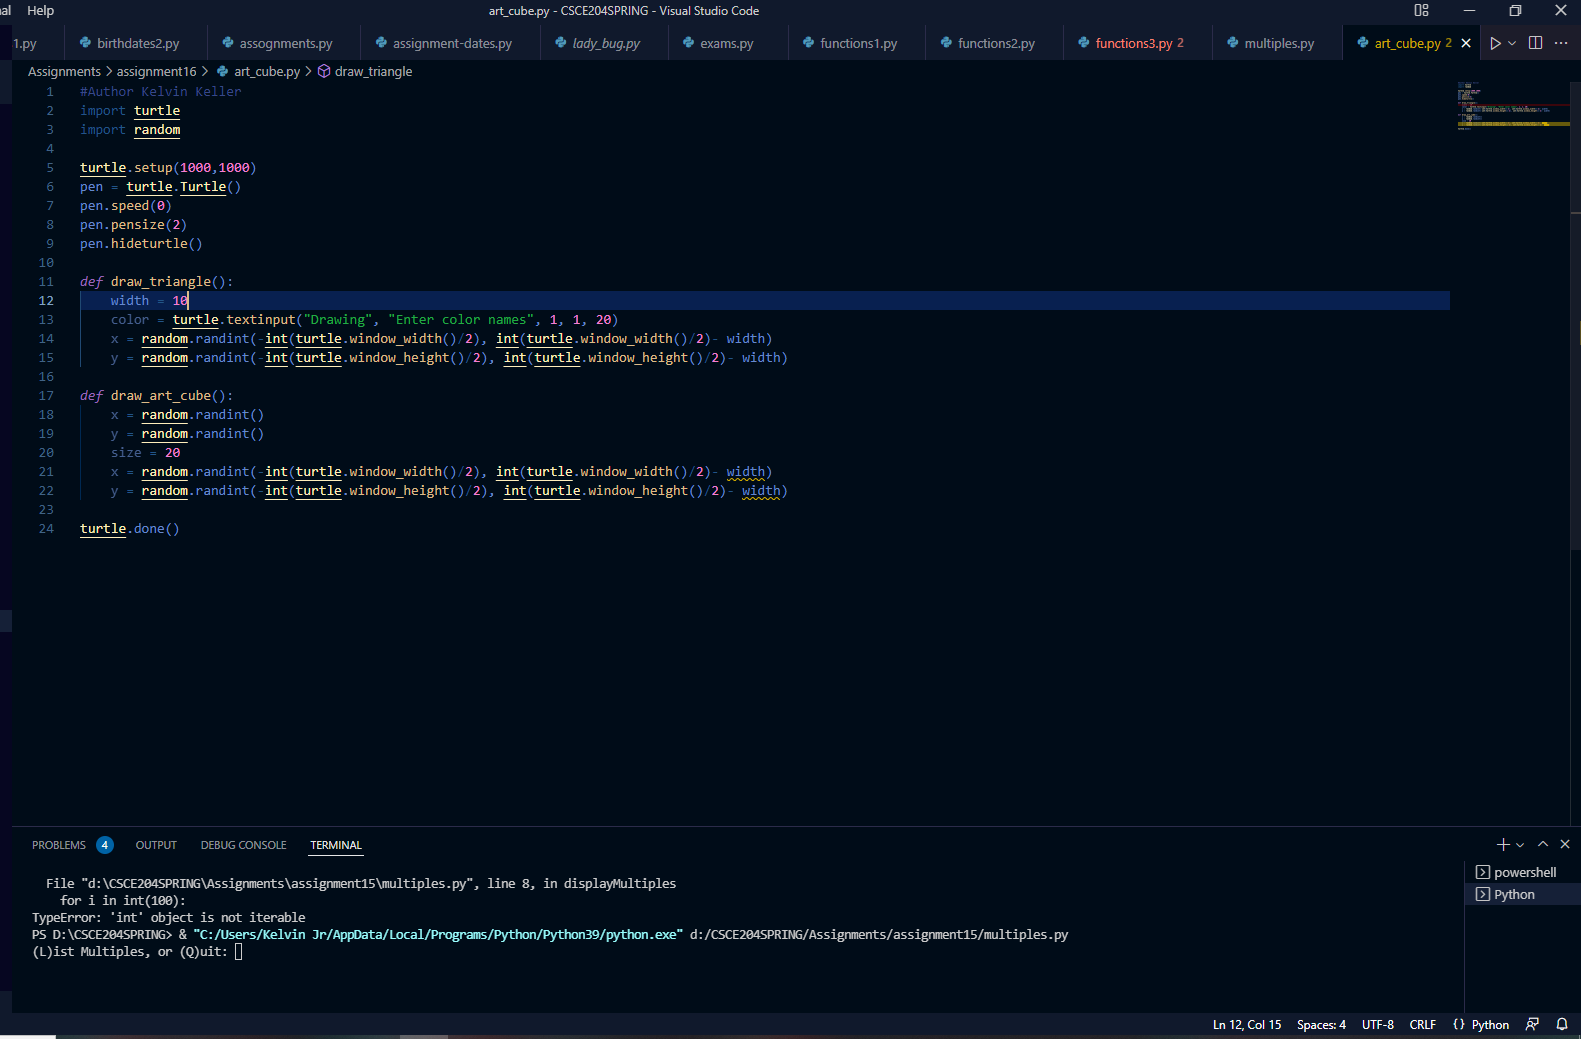 al Help art_cube.py - CSCE204SPRING - Visual Studio Code
1.py birthdates2.py assognments.py assignment-dates.py lady_bug.py exams.py functions1.py functions2.py functions3.py 2 multiples.py art_cube.py 2
Assignments > assignment16 > art_cube.py > draw_triangle
1 #Author Kelvin Keller
2 import turtle
3 import random
4
5 turtle.setup(1000,1000)
6 pen = turtle.Turtle()
7 pen.speed(0)
8 pen.pensize(2)
9 pen.hideturtle()
10
11 def draw_triangle():
12     width = 10
13     color = turtle.textinput("Drawing", "Enter color names", 1, 1, 20)
14     x = random.randint(-int(turtle.window_width()/2), int(turtle.window_width()/2)- width)
15     y = random.randint(-int(turtle.window_height()/2), int(turtle.window_height()/2)- width)
16
17 def draw_art_cube():
18     x = random.randint()
19     y = random.randint()
20     size = 20
21     x = random.randint(-int(turtle.window_width()/2), int(turtle.window_width()/2)- width)
22     y = random.randint(-int(turtle.window_height()/2), int(turtle.window_height()/2)- width)
23
24 turtle.done()
PROBLEMS 4 OUTPUT DEBUG CONSOLE TERMINAL
powershell
Python
File "d:\CSCE204SPRING\Assignments\assignment15\multiples.py", line 8, in displayMultiples
for i in int(100):
TypeError: 'int' object is not iterable
PS D:\CSCE204SPRING> & "C:/Users/Kelvin Jr/AppData/Local/Programs/Python/Python39/python.exe" d:/CSCE204SPRING/Assignments/assignment15/multiples.py
(L)ist Multiples, or (Q)uit:
Ln 12, Col 15 Spaces: 4 UTF-8 CRLF {} Python